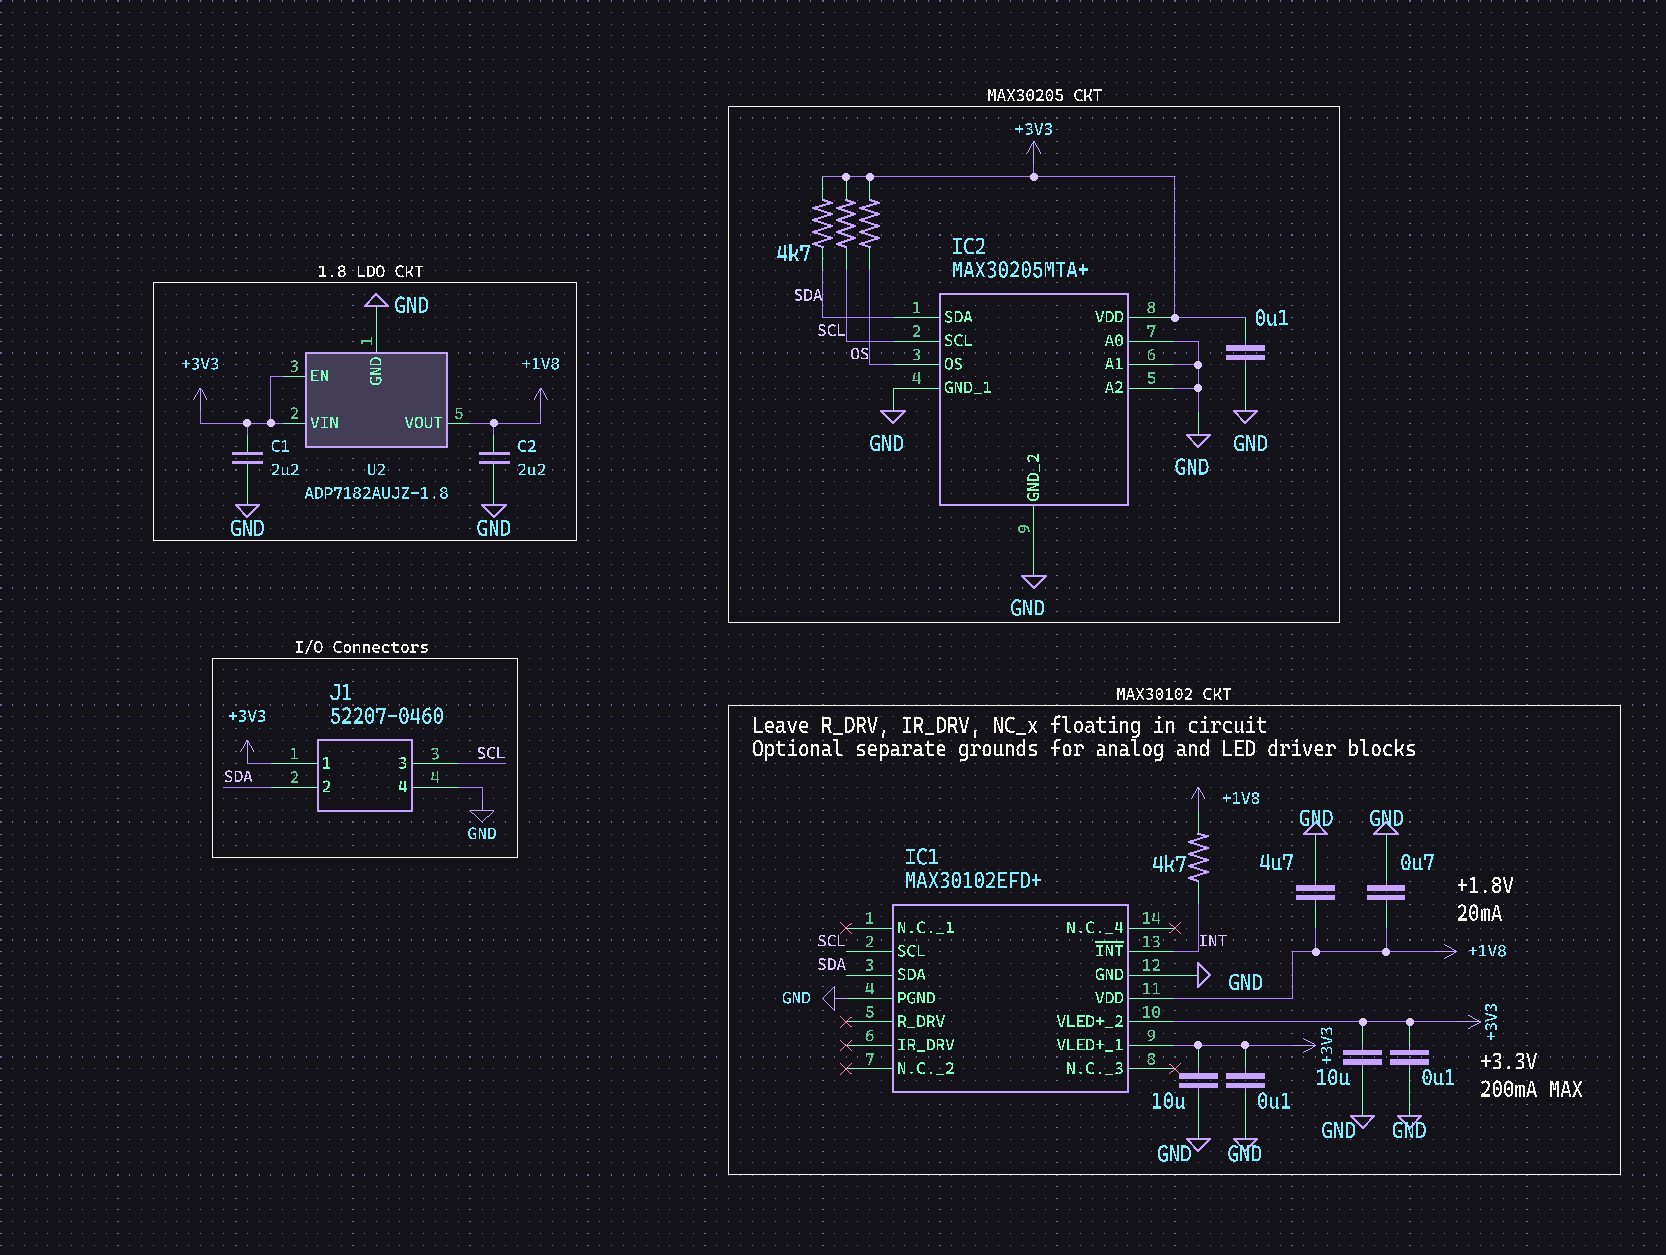 1.8 LDO CKT
GND
1
+3V3
+1V8
3
EN
GND
2
VIN
VOUT
5
C1
2u2
C2
2u2
U2
ADP7182AUJZ-1.8
GND
GND
I/O Connectors
J1
52207-0460
+3V3
1
1
3
3
SCL
SDA
2
2
4
4
GND
MAX30205 CKT
+3V3
4k7
IC2
MAX30205MTA+
SDA
1
SDA
VDD
8
0u1
SCL
2
SCL
A0
7
OS
3
OS
A1
6
4
GND_1
A2
5
GND
GND
GND
GND_2
9
GND
MAX30102 CKT
Leave R_DRV, IR_DRV, NC_x floating in circuit
Optional separate grounds for analog and LED driver blocks
+1V8
GND
GND
4k7
4u7
0u7
IC1
MAX30102EFD+
+1.8V
20mA
1
N.C._1
N.C._4
14
SCL
2
SCL
INT
13
INT
+1V8
SDA
3
SDA
GND
12
GND
GND
4
PGND
VDD
11
5
R_DRV
VLED+_2
10
+3V3
6
IR_DRV
VLED+_1
9
+3V3
7
N.C._2
N.C._3
8
+3.3V
200mA MAX
10u
0u1
10u
0u1
GND
GND
GND
GND